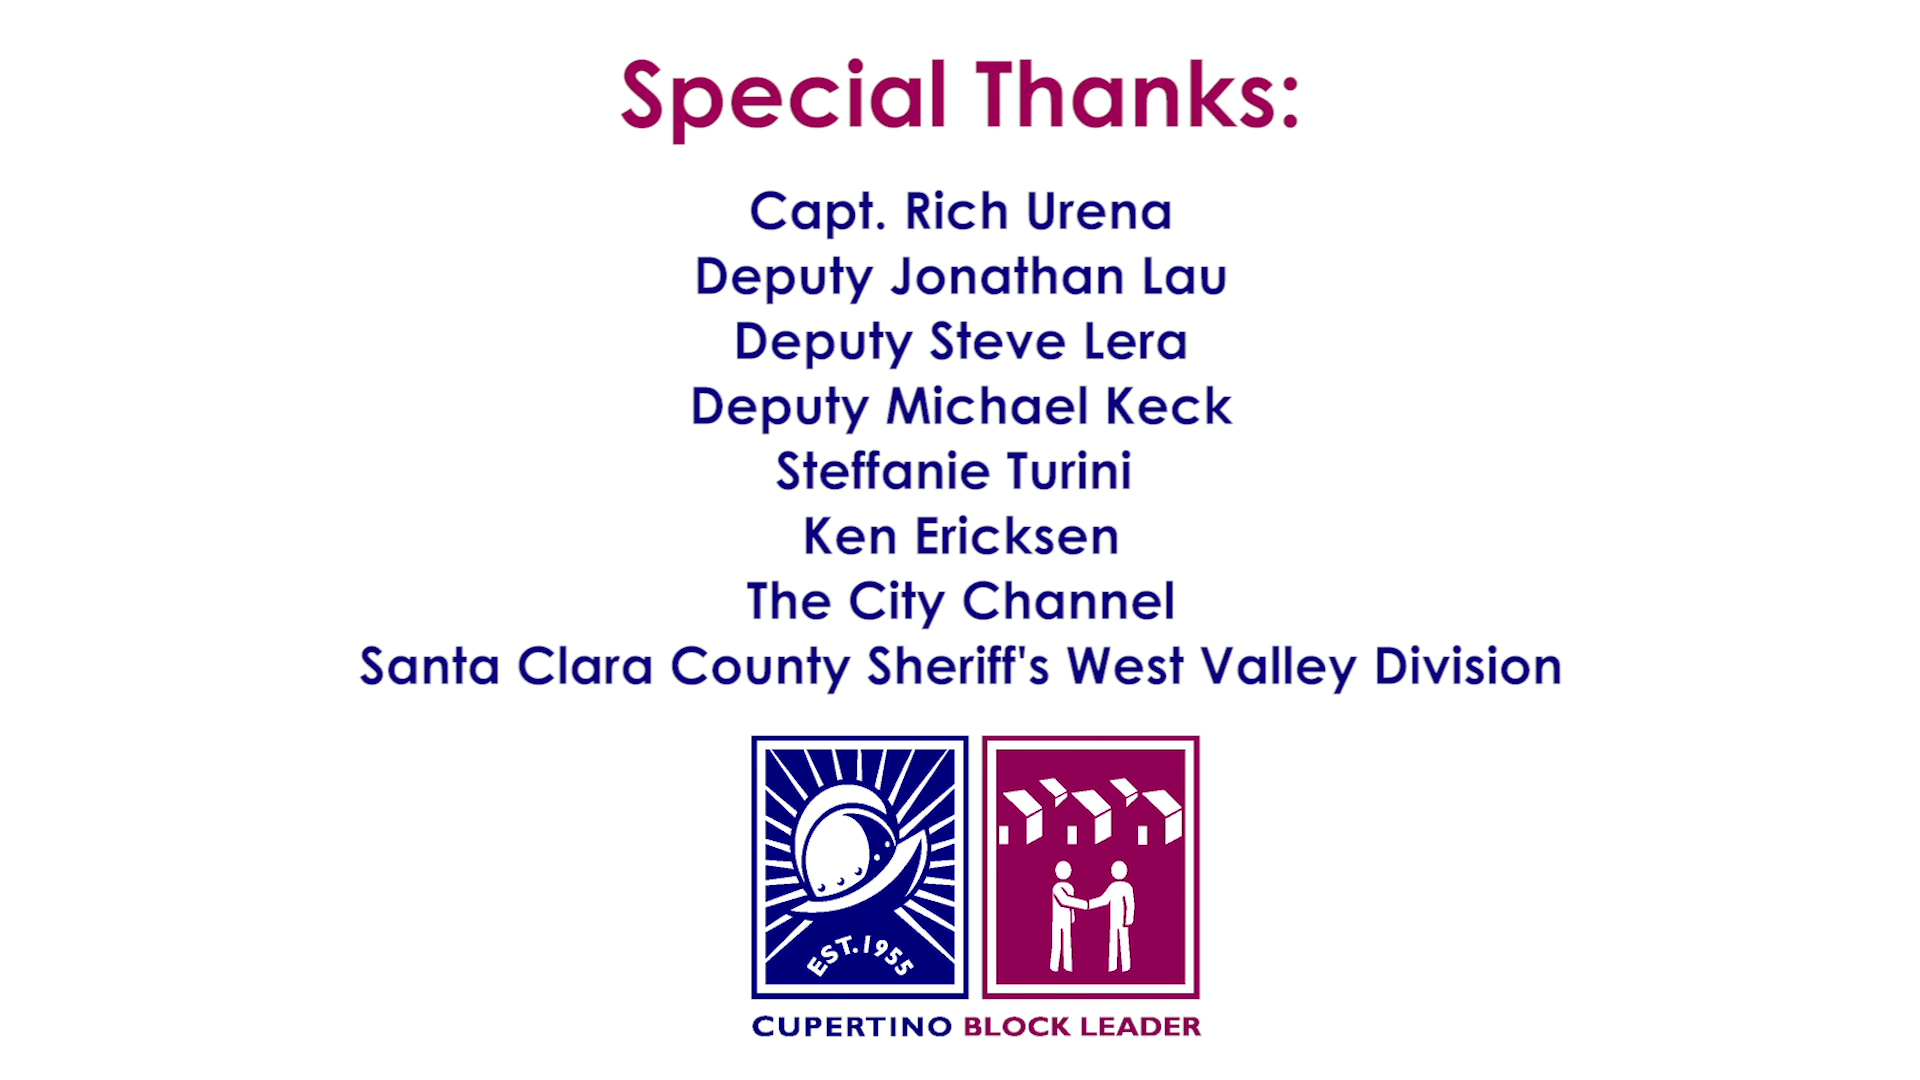 Special Thanks:
Capt. Rich Urena
Deputy Jonathan Lau
Deputy Steve Lera
Deputy Michael Keck
Steffanie Turini
Ken Ericksen
The City Channel
Santa Clara County Sheriff's West Valley Division
EST. 1955
CUPERTINO BLOCK LEADER